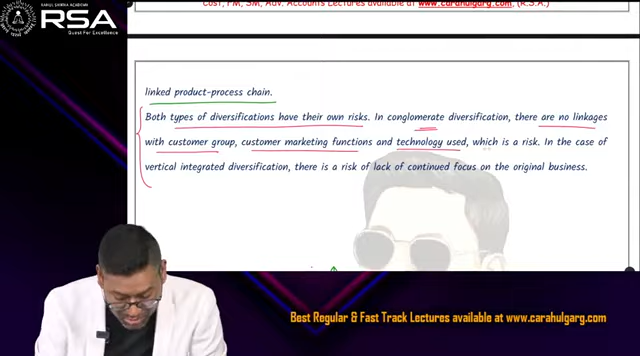 RAHUL SHARMA ACADEMY
RSA
Quest For Excellence
Cost, FM, SM, Adv. Accounts Lectures available at www.carahulgarg.com, (R.S.A.)
linked product-process chain.
Both types of diversifications have their own risks. In conglomerate diversification, there are no linkages
with customer group, customer marketing functions and technology used, which is a risk. In the case of
vertical integrated diversification, there is a risk of lack of continued focus on the original business.
Best Regular & Fast Track Lectures available at www.carahulgarg.com